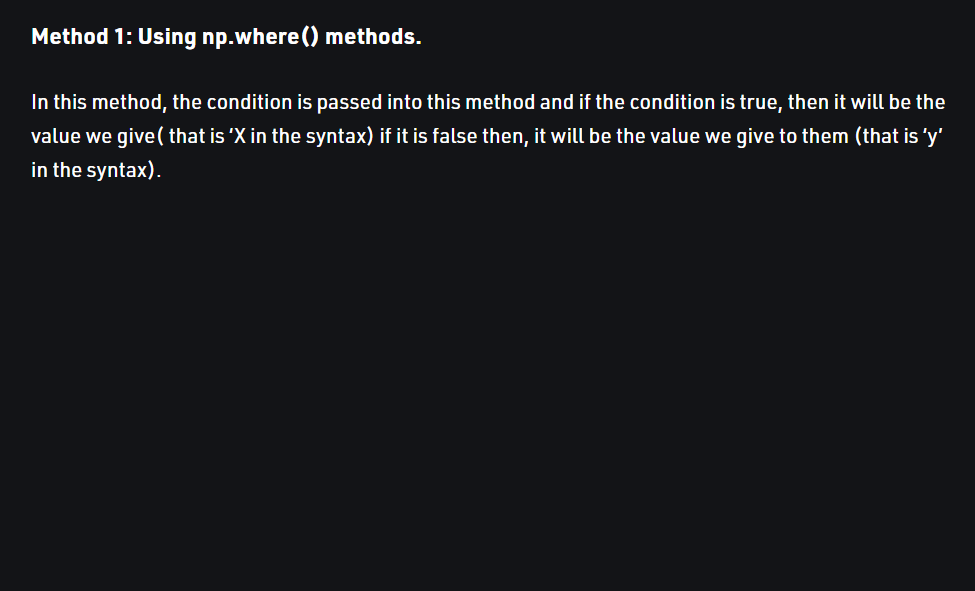 Method 1: Using np.where() methods.
In this method, the condition is passed into this method and if the condition is true, then it will be the
value we give( that is ‘X in the syntax) if it is false then, it will be the value we give to them (that is ’y’
in the syntax).